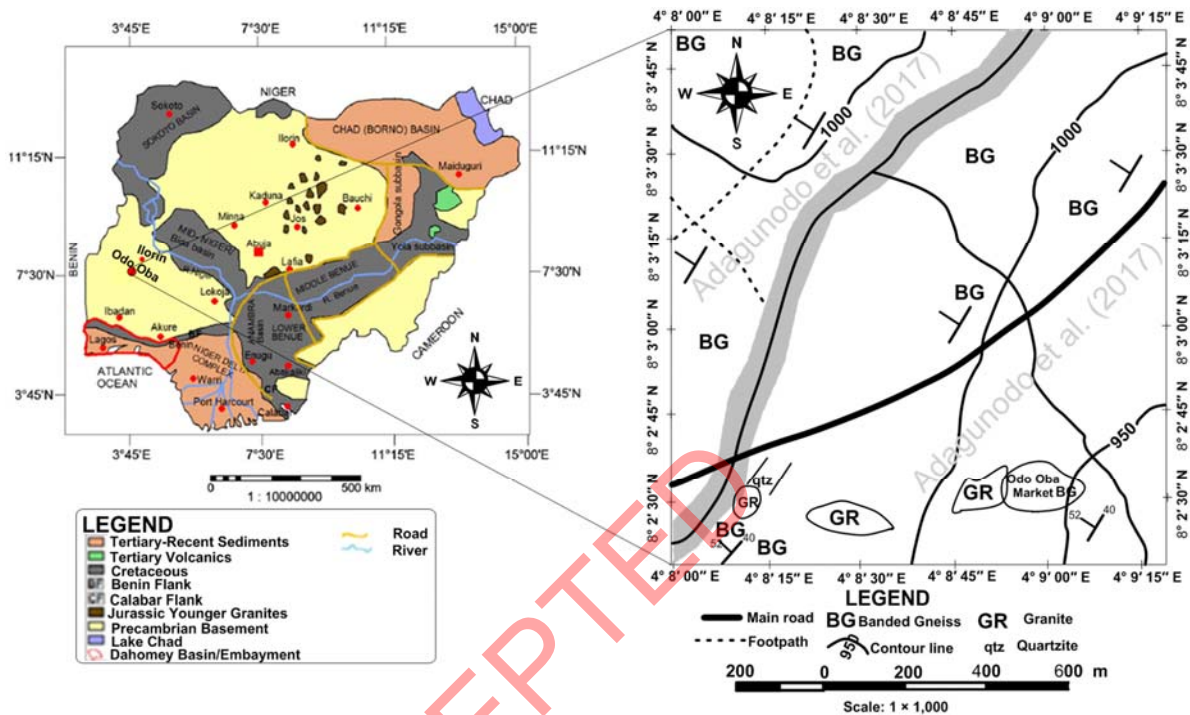 3°45'E 7°30'E 11°15'E 15°00'E
NIGER
CHAD
Sokoto
SOKOTO BASIN
CHAD (BORNO) BASIN
Ilorin
11°15'N
11°15'N
Maiduguri
Gongola subbasin
Kaduna
Bauchi
Minna
Jos
MID-NIGER/
Bida basin
Abuja
Yola subbasin
BENIN
Ilorin
Odo Oba
R.Niger
Lafia
7°30'N
7°30'N
MIDDLE BENUE
R. Benue
Lokoja
Makurdi
Ibadan
ANAMBRA
basin
LOWER
BENUE
CAMEROON
Akure
BF
Benin
Lagos
Enugu
NIGER DELTA
COMPLEX
Abakaliki
ATLANTIC
OCEAN
Warri
CF
N
W E
S
3°45'N
3°45'N
Port Harcourt
Calabar
3°45'E 7°30'E 11°15'E 15°00'E
0 500 km
1 : 10000000
LEGEND
Tertiary-Recent Sediments
Tertiary Volcanics
Cretaceous
BF Benin Flank
CF Calabar Flank
Jurassic Younger Granites
Precambrian Basement
Lake Chad
Dahomey Basin/Embayment
Road
River
4° 8' 00" E 4° 8' 15" E 4° 8' 30" E 4° 8' 45" E 4° 9' 00" E 4° 9' 15" E
8° 3' 45" N
8° 3' 30" N
8° 3' 15" N
8° 3' 00" N
8° 2' 45" N
8° 2' 30" N
BG
BG
N
W E
S
1000
1000
BG
BG
BG
BG
Adagunodo et al. (2017)
Adagunodo et al. (2017)
950
qtz
GR
GR
GR
Odo Oba
Market BG
BG
BG
52 40
52 40
8° 3' 45" N
8° 3' 30" N
8° 3' 15" N
8° 3' 00" N
8° 2' 45" N
8° 2' 30" N
4° 8' 00" E 4° 8' 15" E 4° 8' 30" E 4° 8' 45" E 4° 9' 00" E 4° 9' 15" E
LEGEND
Main road BG Banded Gneiss GR Granite
Footpath 950 Contour line qtz Quartzite
200 0 200 400 600 m
Scale: 1 × 1,000
PTED